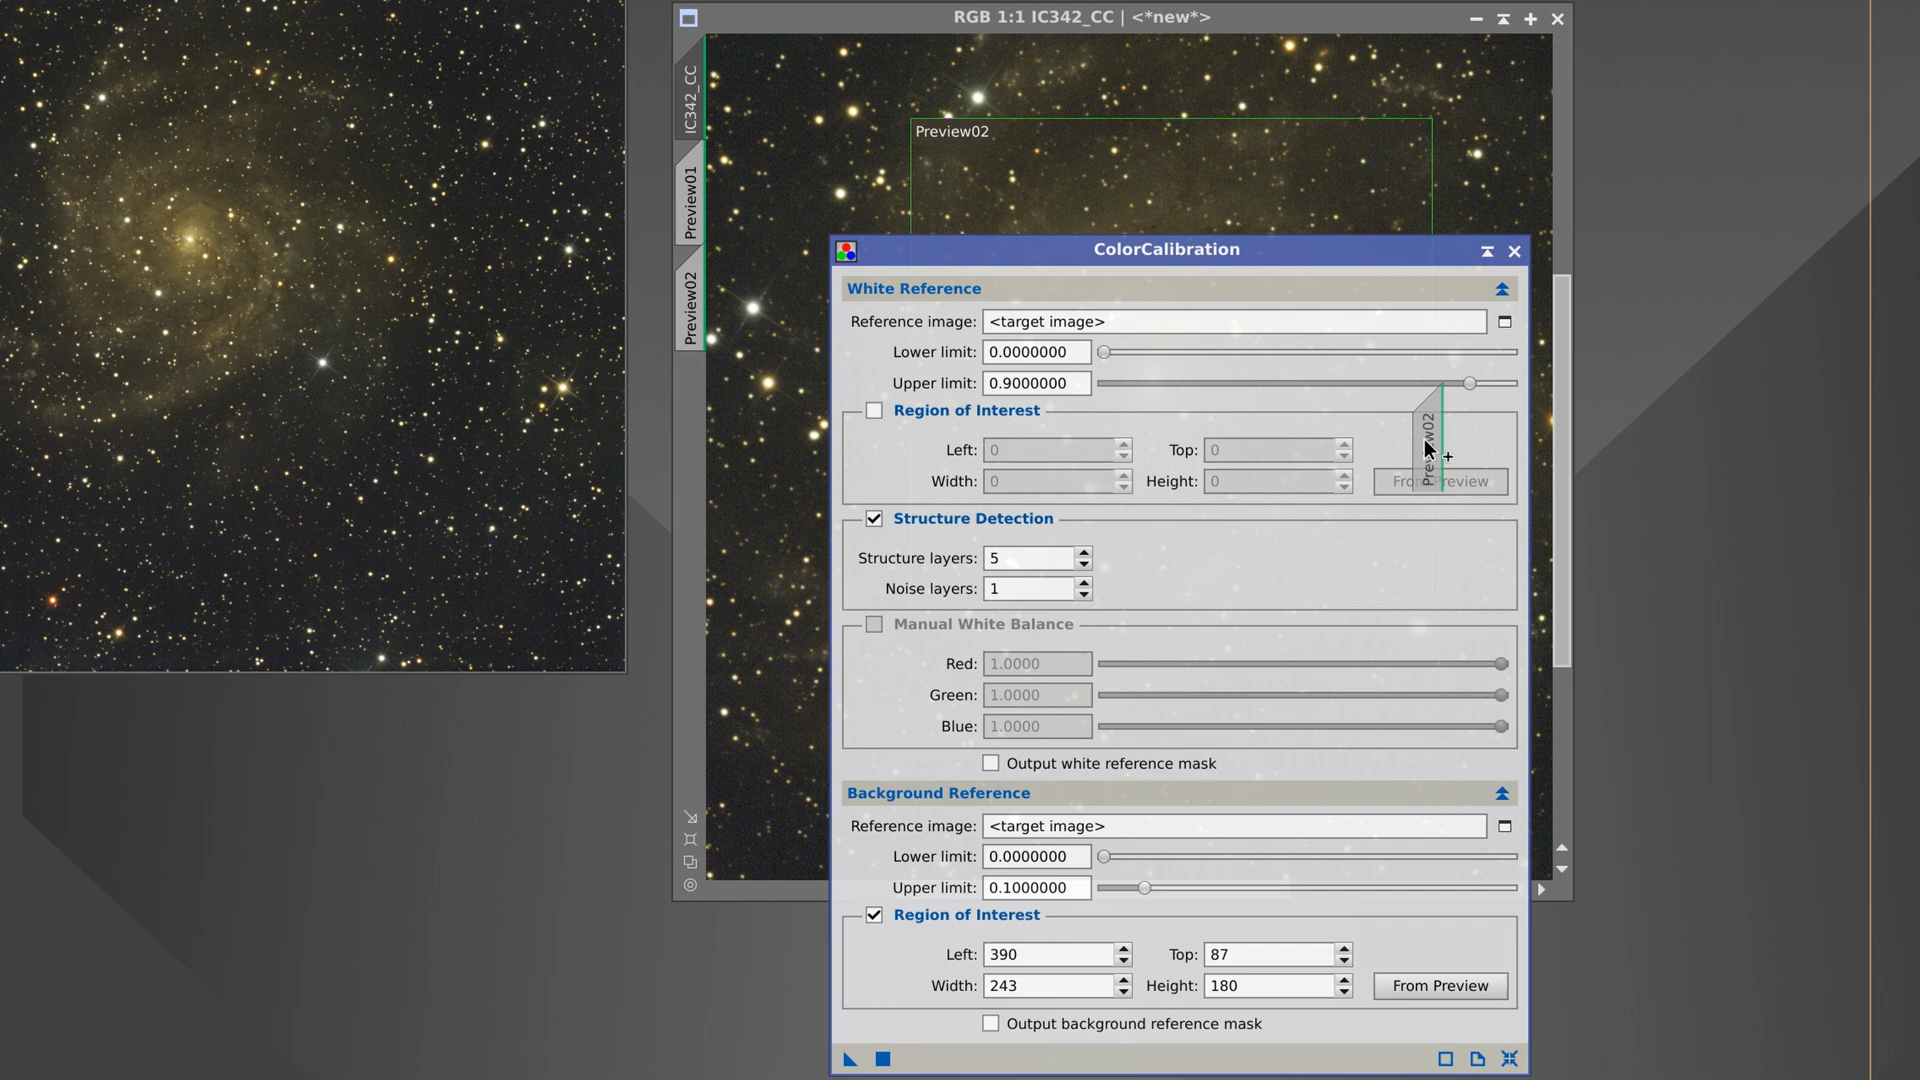 RGB 1:1 IC342_CC | <*new*>
IC342_CC
Preview01
Preview02
Preview02
ColorCalibration
White Reference
Reference image: <target image>
Lower limit: 0.0000000
Upper limit: 0.9000000
Region of Interest
Left: 0 Top: 0
Width: 0 Height: 0 From Preview
Preview02
Structure Detection
Structure layers: 5
Noise layers: 1
Manual White Balance
Red: 1.0000
Green: 1.0000
Blue: 1.0000
Output white reference mask
Background Reference
Reference image: <target image>
Lower limit: 0.0000000
Upper limit: 0.1000000
Region of Interest
Left: 390 Top: 87
Width: 243 Height: 180 From Preview
Output background reference mask